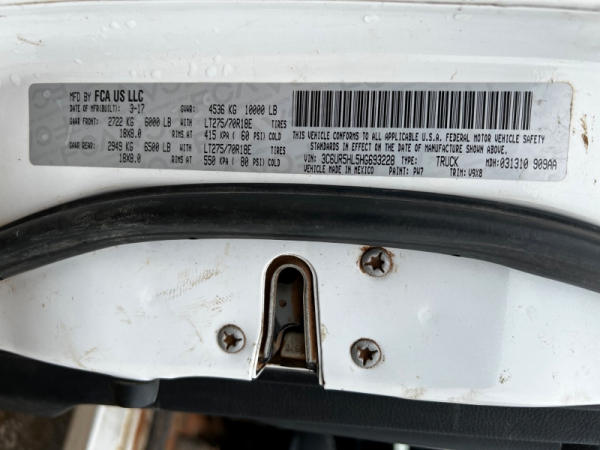 MFD BY FCA US LLC
DATE OF MFR(BUILT): 3-17 GVWR: 4536 KG 10000 LB
GAWR FRONT: 2722 KG 6000 LB WITH LT275/70R18E TIRES
18X8.0 RIMS AT 415 KPA ( 60 PSI) COLD
GAWR REAR: 2949 KG 6500 LB WITH LT275/70R18E TIRES
18X8.0 RIMS AT 550 KPA ( 80 PSI) COLD
THIS VEHICLE CONFORMS TO ALL APPLICABLE U.S.A. FEDERAL MOTOR VEHICLE SAFETY
STANDARDS IN EFFECT ON THE DATE OF MANUFACTURE SHOWN ABOVE.
VIN: 3C6UR5HL5HG693228 TYPE: TRUCK MDH: 031310 909AA
VEHICLE MADE IN MEXICO PAINT: PW7 TRIM: V9X8